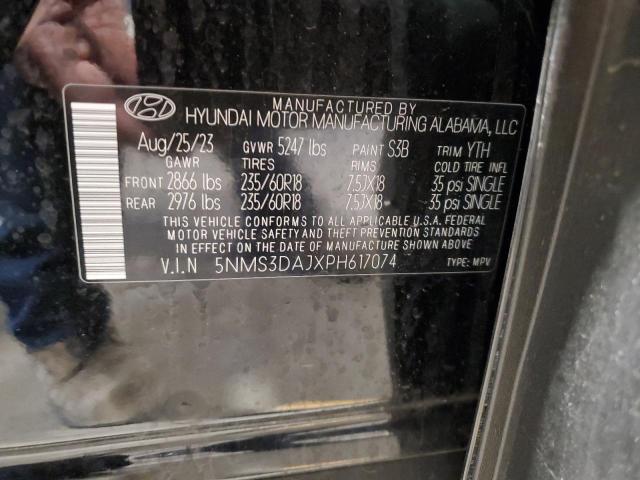 MANUFACTURED BY
HYUNDAI MOTOR MANUFACTURING ALABAMA, LLC
Aug/25/23 GVWR 5247 lbs PAINT S3B TRIM YTH
GAWR TIRES RIMS COLD TIRE INFL
FRONT 2866 lbs 235/60R18 7.5JX18 35 psi SINGLE
REAR 2976 lbs 235/60R18 7.5JX18 35 psi SINGLE
THIS VEHICLE CONFORMS TO ALL APPLICABLE U.S.A. FEDERAL
MOTOR VEHICLE SAFETY AND THEFT PREVENTION STANDARDS
IN EFFECT ON THE DATE OF MANUFACTURE SHOWN ABOVE.
V.I.N 5NMS3DAJXPH617074 TYPE: MPV